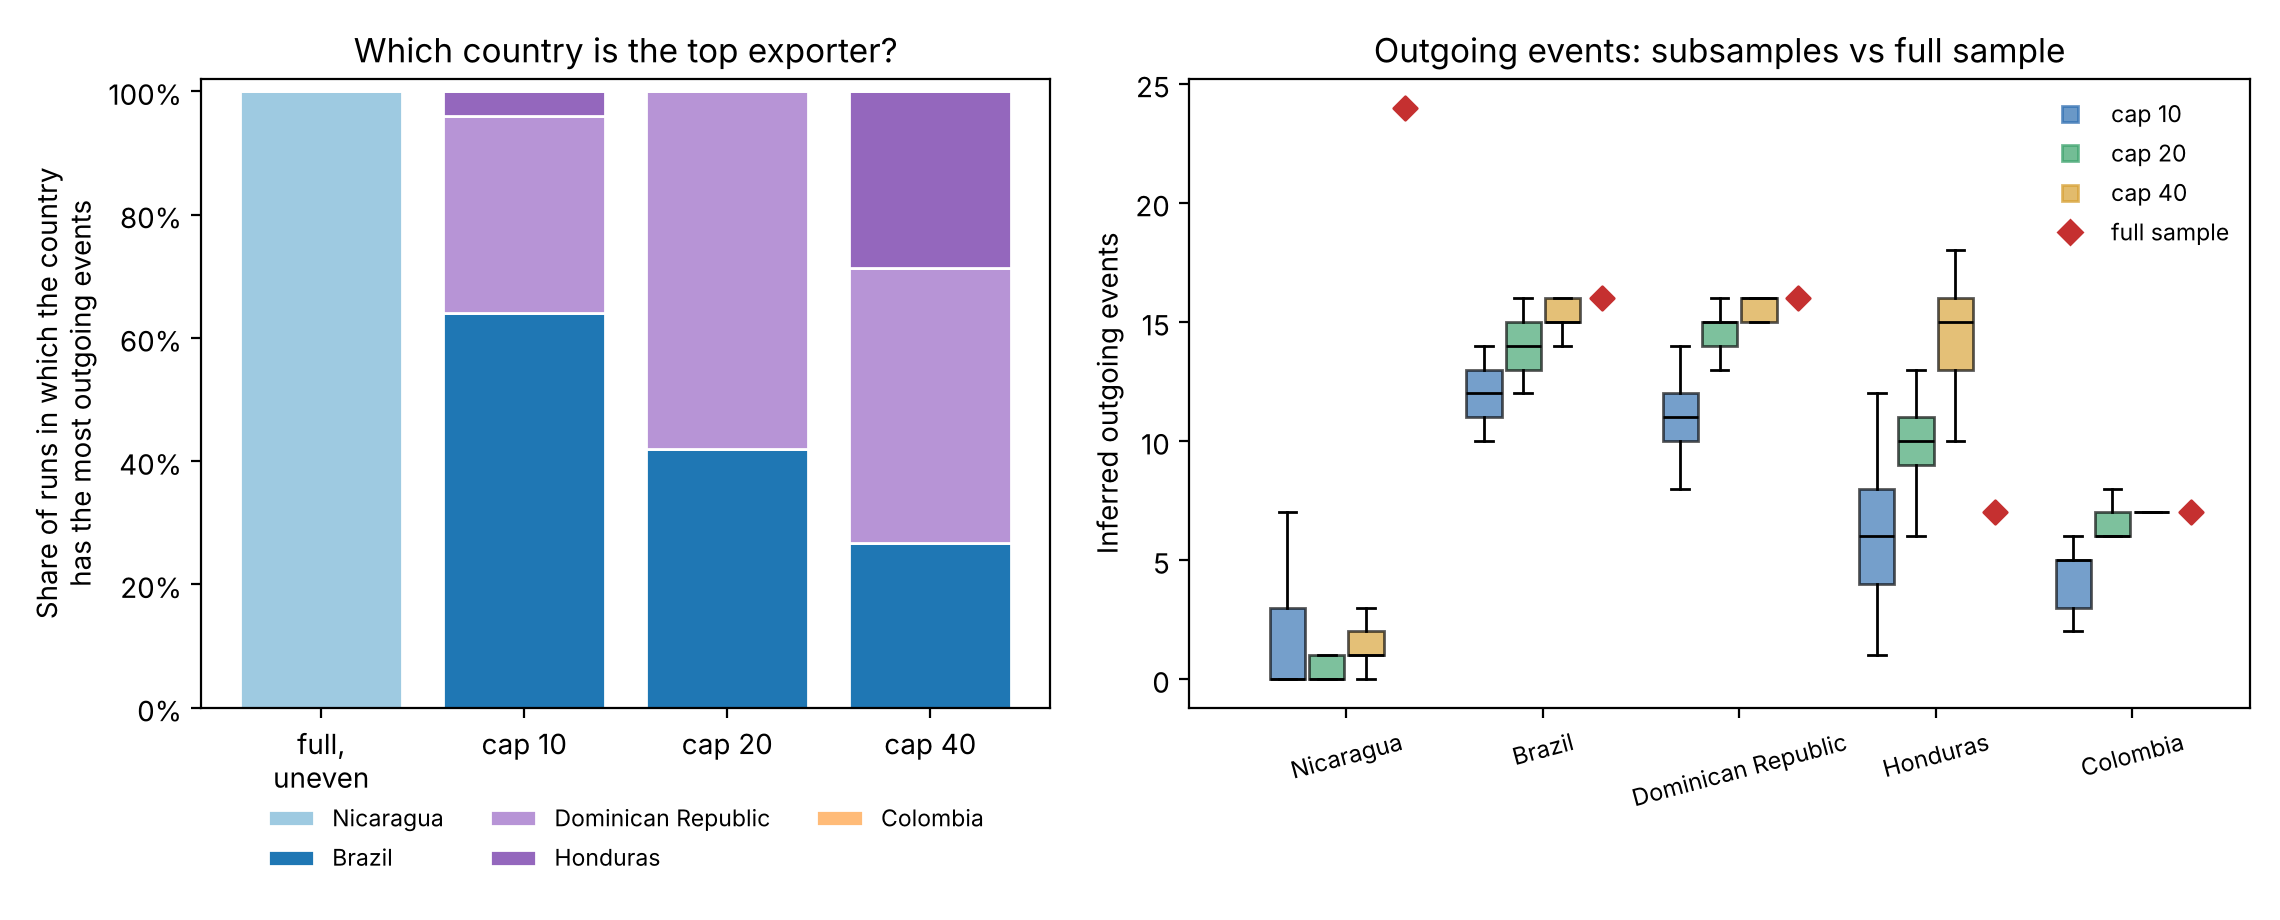 Which country is the top exporter?
Share of runs in which the country
has the most outgoing events
100%
80%
60%
40%
20%
0%
full,
uneven
cap 10
cap 20
cap 40
Nicaragua
Brazil
Dominican Republic
Honduras
Colombia
Outgoing events: subsamples vs full sample
Inferred outgoing events
25
20
15
10
5
0
cap 10
cap 20
cap 40
full sample
Nicaragua
Brazil
Dominican Republic
Honduras
Colombia